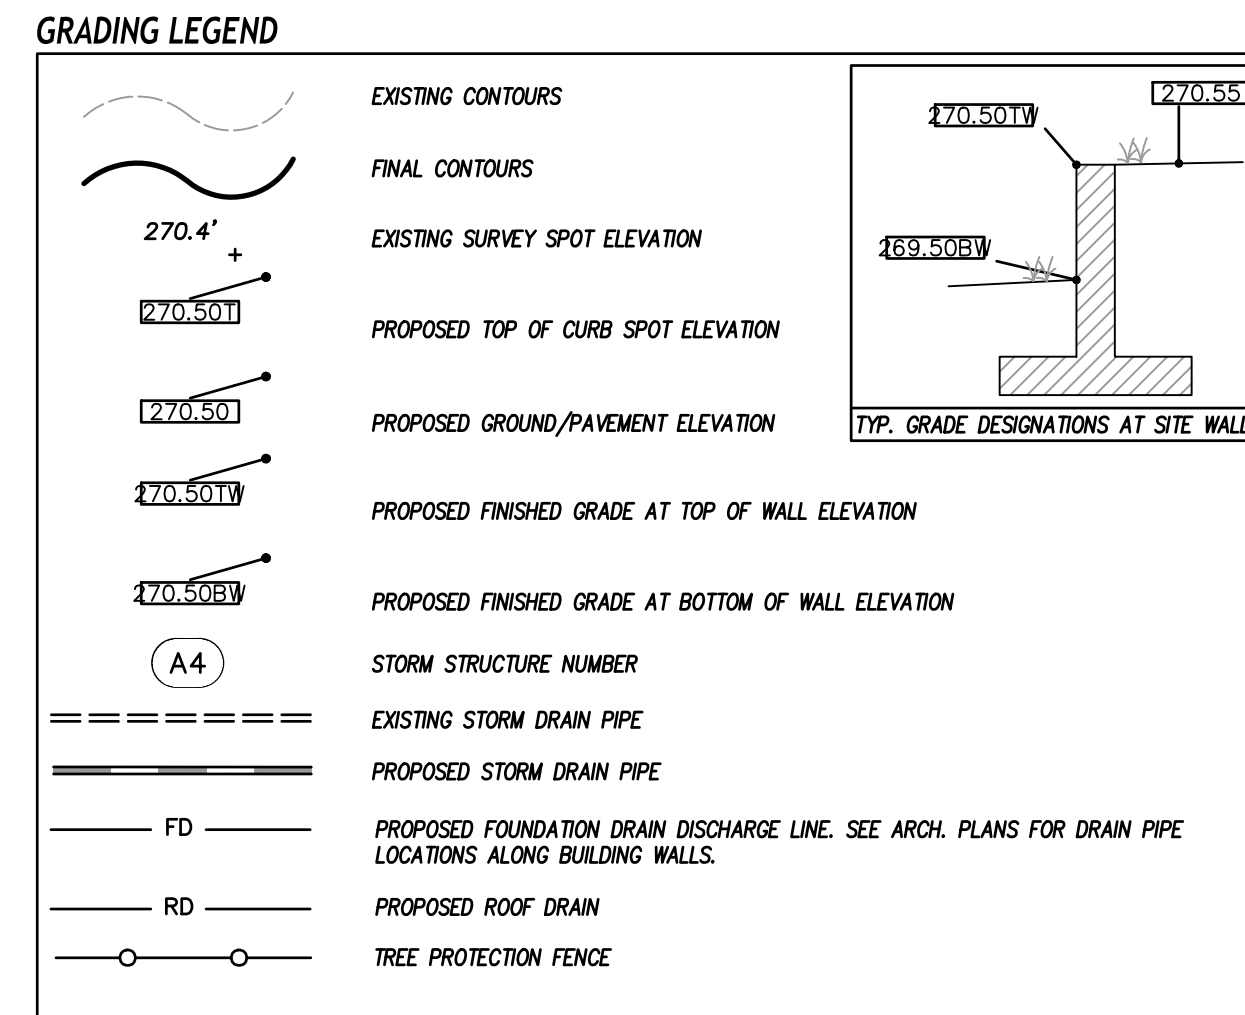 GRADING LEGEND
EXISTING CONTOURS
FINAL CONTOURS
270.4'
EXISTING SURVEY SPOT ELEVATION
270.50T
PROPOSED TOP OF CURB SPOT ELEVATION
270.50
PROPOSED GROUND/PAVEMENT ELEVATION
270.50TW
PROPOSED FINISHED GRADE AT TOP OF WALL ELEVATION
270.50BW
PROPOSED FINISHED GRADE AT BOTTOM OF WALL ELEVATION
A4
STORM STRUCTURE NUMBER
EXISTING STORM DRAIN PIPE
PROPOSED STORM DRAIN PIPE
FD
PROPOSED FOUNDATION DRAIN DISCHARGE LINE. SEE ARCH. PLANS FOR DRAIN PIPE
LOCATIONS ALONG BUILDING WALLS.
RD
PROPOSED ROOF DRAIN
TREE PROTECTION FENCE
270.55
270.50TW
269.50BW
TYP. GRADE DESIGNATIONS AT SITE WALL